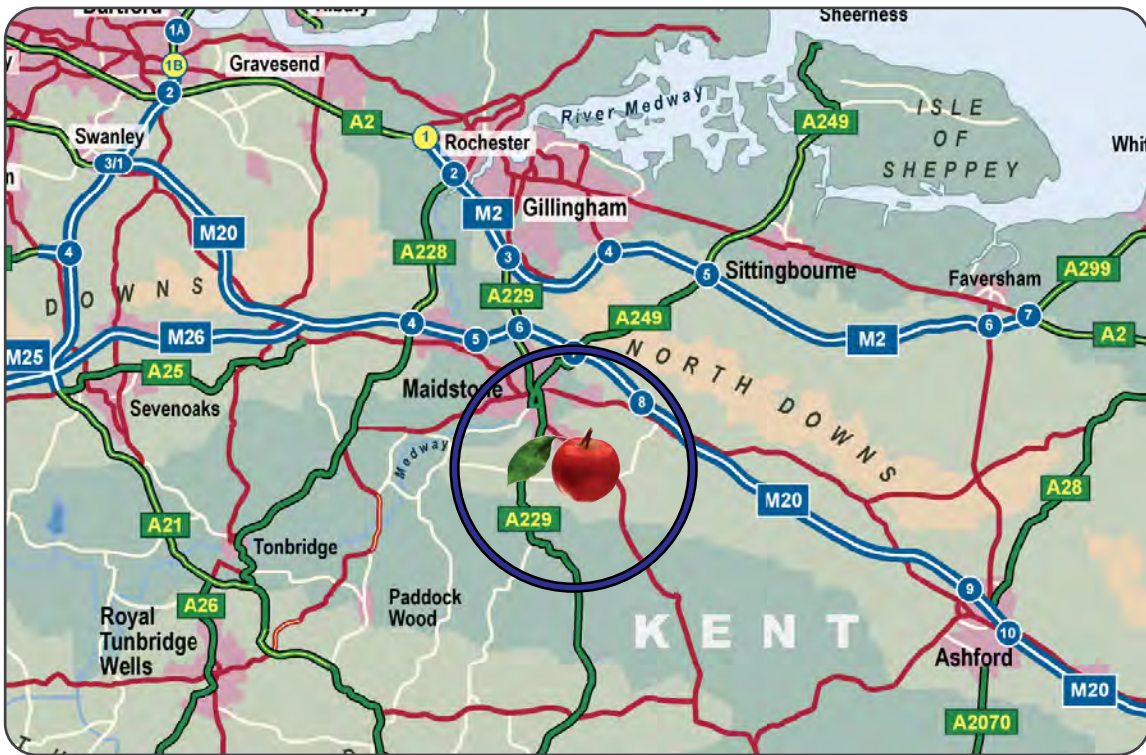 Sheerness
1A
1B
Gravesend
2
River Medway
A249
ISLE
OF
SHEPPEY
A2
1
Rochester
Swanley
3/1
2
M2
Gillingham
M20
4
A228
3
4
5
Sittingbourne
Faversham
A299
DOWNS
A229
A249
M26
4
5
6
M2
6
7
A2
M25
A25
Sevenoaks
Maidstone
7
8
NORTH DOWNS
Medway
A21
A229
M20
A28
Tonbridge
Paddock
Wood
A26
Royal
Tunbridge
Wells
KENT
9
10
Ashford
M20
A2070